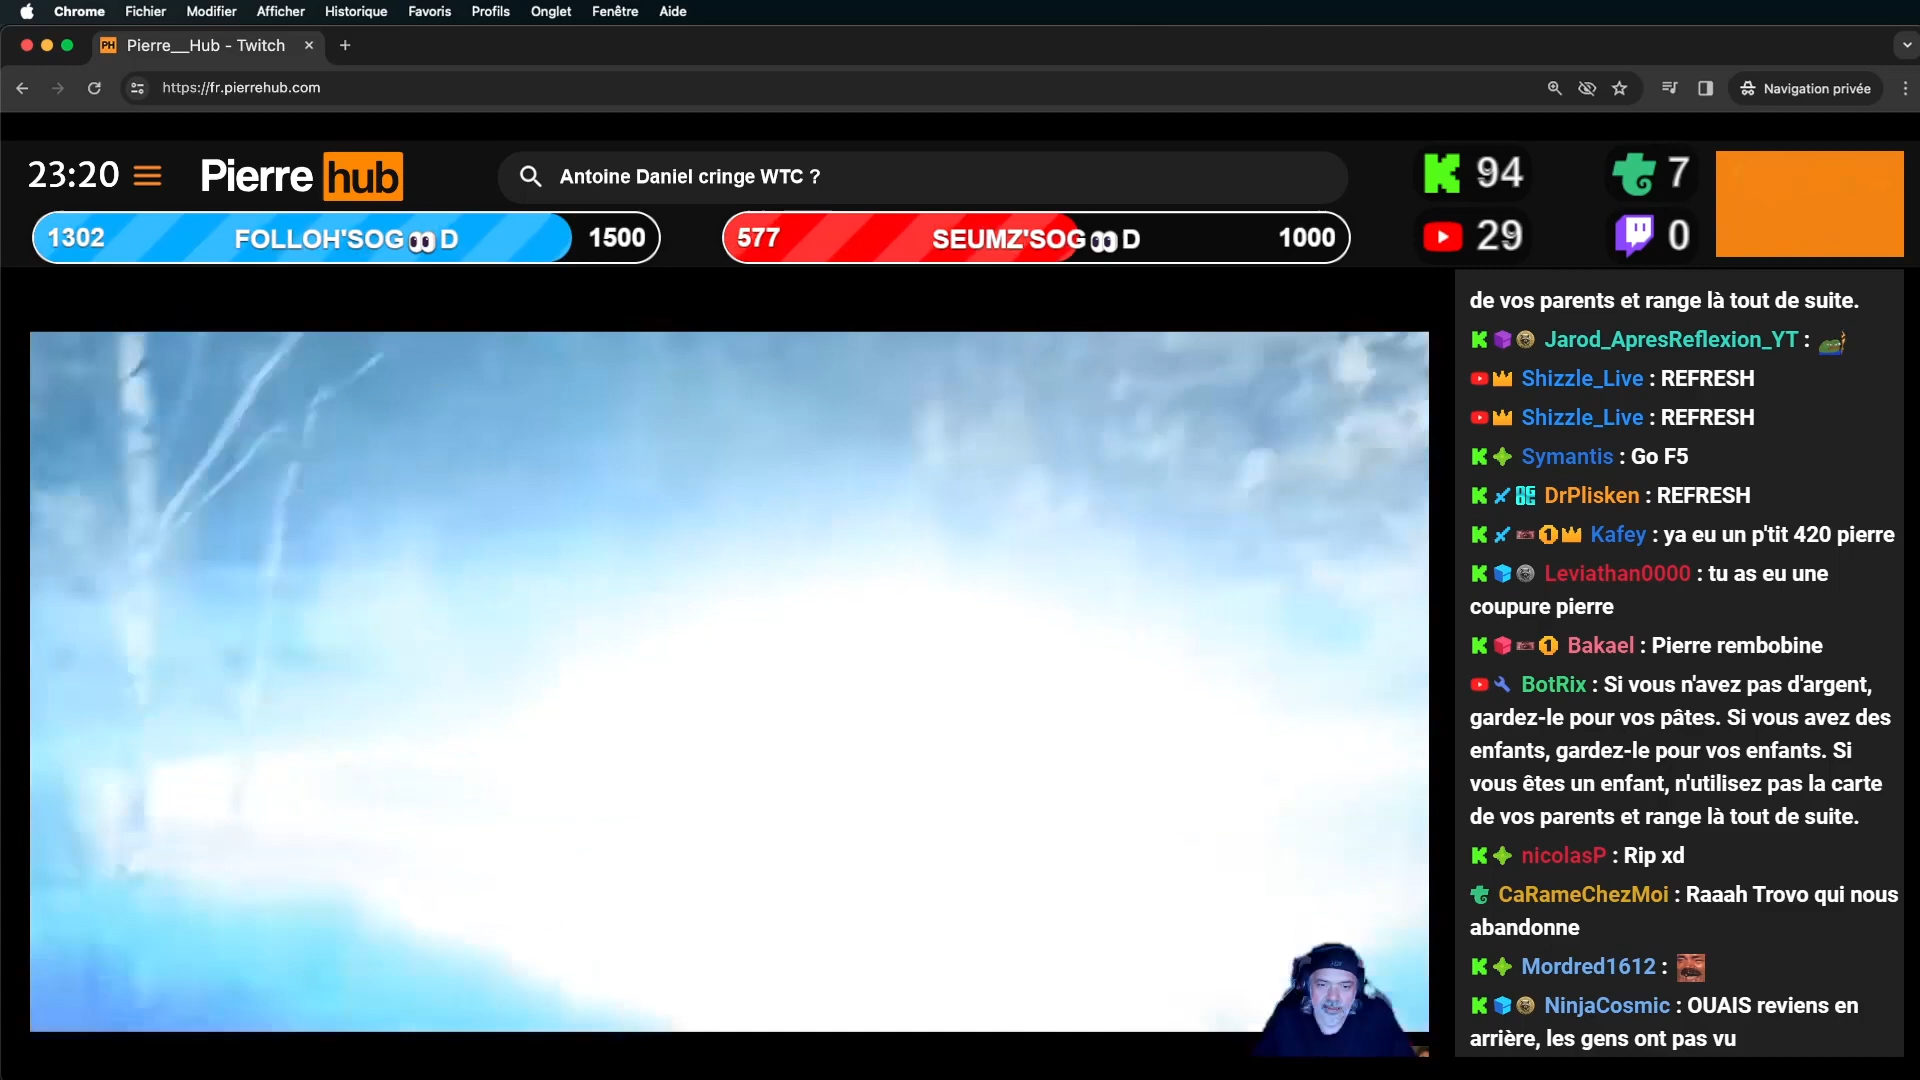 Chrome Fichier Modifier Afficher Historique Favoris Profils Onglet Fenêtre Aide
PH Pierre__Hub - Twitch
https://fr.pierrehub.com
Navigation privée
23:20 Pierre hub
Antoine Daniel cringe WTC ?
94
7
1302 FOLLOH'SOG👀D 1500
577 SEUMZ'SOG👀D 1000
29
0
de vos parents et range là tout de suite.
Jarod_ApresReflexion_YT :
Shizzle_Live : REFRESH
Shizzle_Live : REFRESH
Symantis : Go F5
DrPlisken : REFRESH
Kafey : ya eu un p'tit 420 pierre
Leviathan0000 : tu as eu une
coupure pierre
Bakael : Pierre rembobine
BotRix : Si vous n'avez pas d'argent,
gardez-le pour vos pâtes. Si vous avez des
enfants, gardez-le pour vos enfants. Si
vous êtes un enfant, n'utilisez pas la carte
de vos parents et range là tout de suite.
nicolasP : Rip xd
CaRameChezMoi : Raaah Trovo qui nous
abandonne
Mordred1612 :
NinjaCosmic : OUAIS reviens en
arrière, les gens ont pas vu